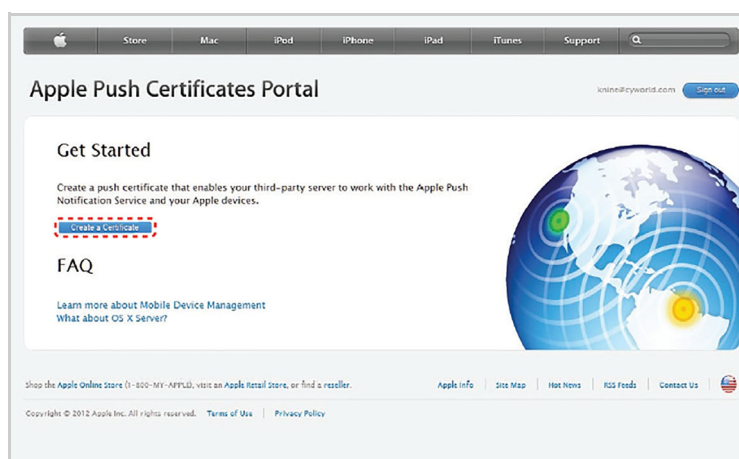 Store Mac iPod iPhone iPad iTunes Support
Apple Push Certificates Portal
knine@cyworld.com Sign out
Get Started
Create a push certificate that enables your third-party server to work with the Apple Push
Notification Service and your Apple devices.
Create a Certificate
FAQ
Learn more about Mobile Device Management
What about OS X Server?
Shop the Apple Online Store (1-800-MY-APPLE), visit an Apple Retail Store, or find a reseller.
Apple Info Site Map Hot News RSS Feeds Contact Us
Copyright © 2012 Apple Inc. All rights reserved. Terms of Use Privacy Policy